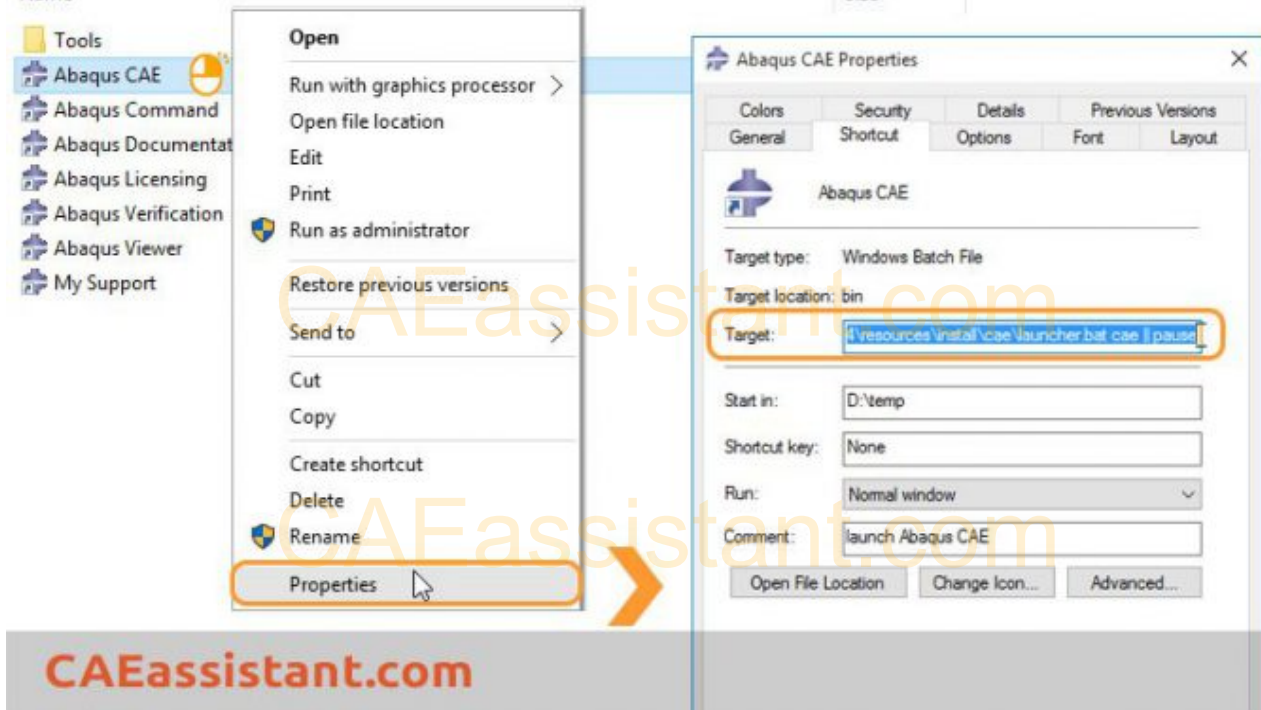 Tools
Abaqus CAE
Abaqus Command
Abaqus Documentat
Abaqus Licensing
Abaqus Verification
Abaqus Viewer
My Support
Open
Run with graphics processor
Open file location
Edit
Print
Run as administrator
Restore previous versions
Send to
Cut
Copy
Create shortcut
Delete
Rename
Properties
Abaqus CAE Properties
Colors Security Details Previous Versions
General Shortcut Options Font Layout
Abaqus CAE
Target type: Windows Batch File
Target location: bin
Target: 4\resources\install\cae\launcher.bat cae || pause
Start in: D:\temp
Shortcut key: None
Run: Normal window
Comment: launch Abaqus CAE
Open File Location Change Icon... Advanced...
CAEassistant.com
CAEassistant.com
CAEassistant.com